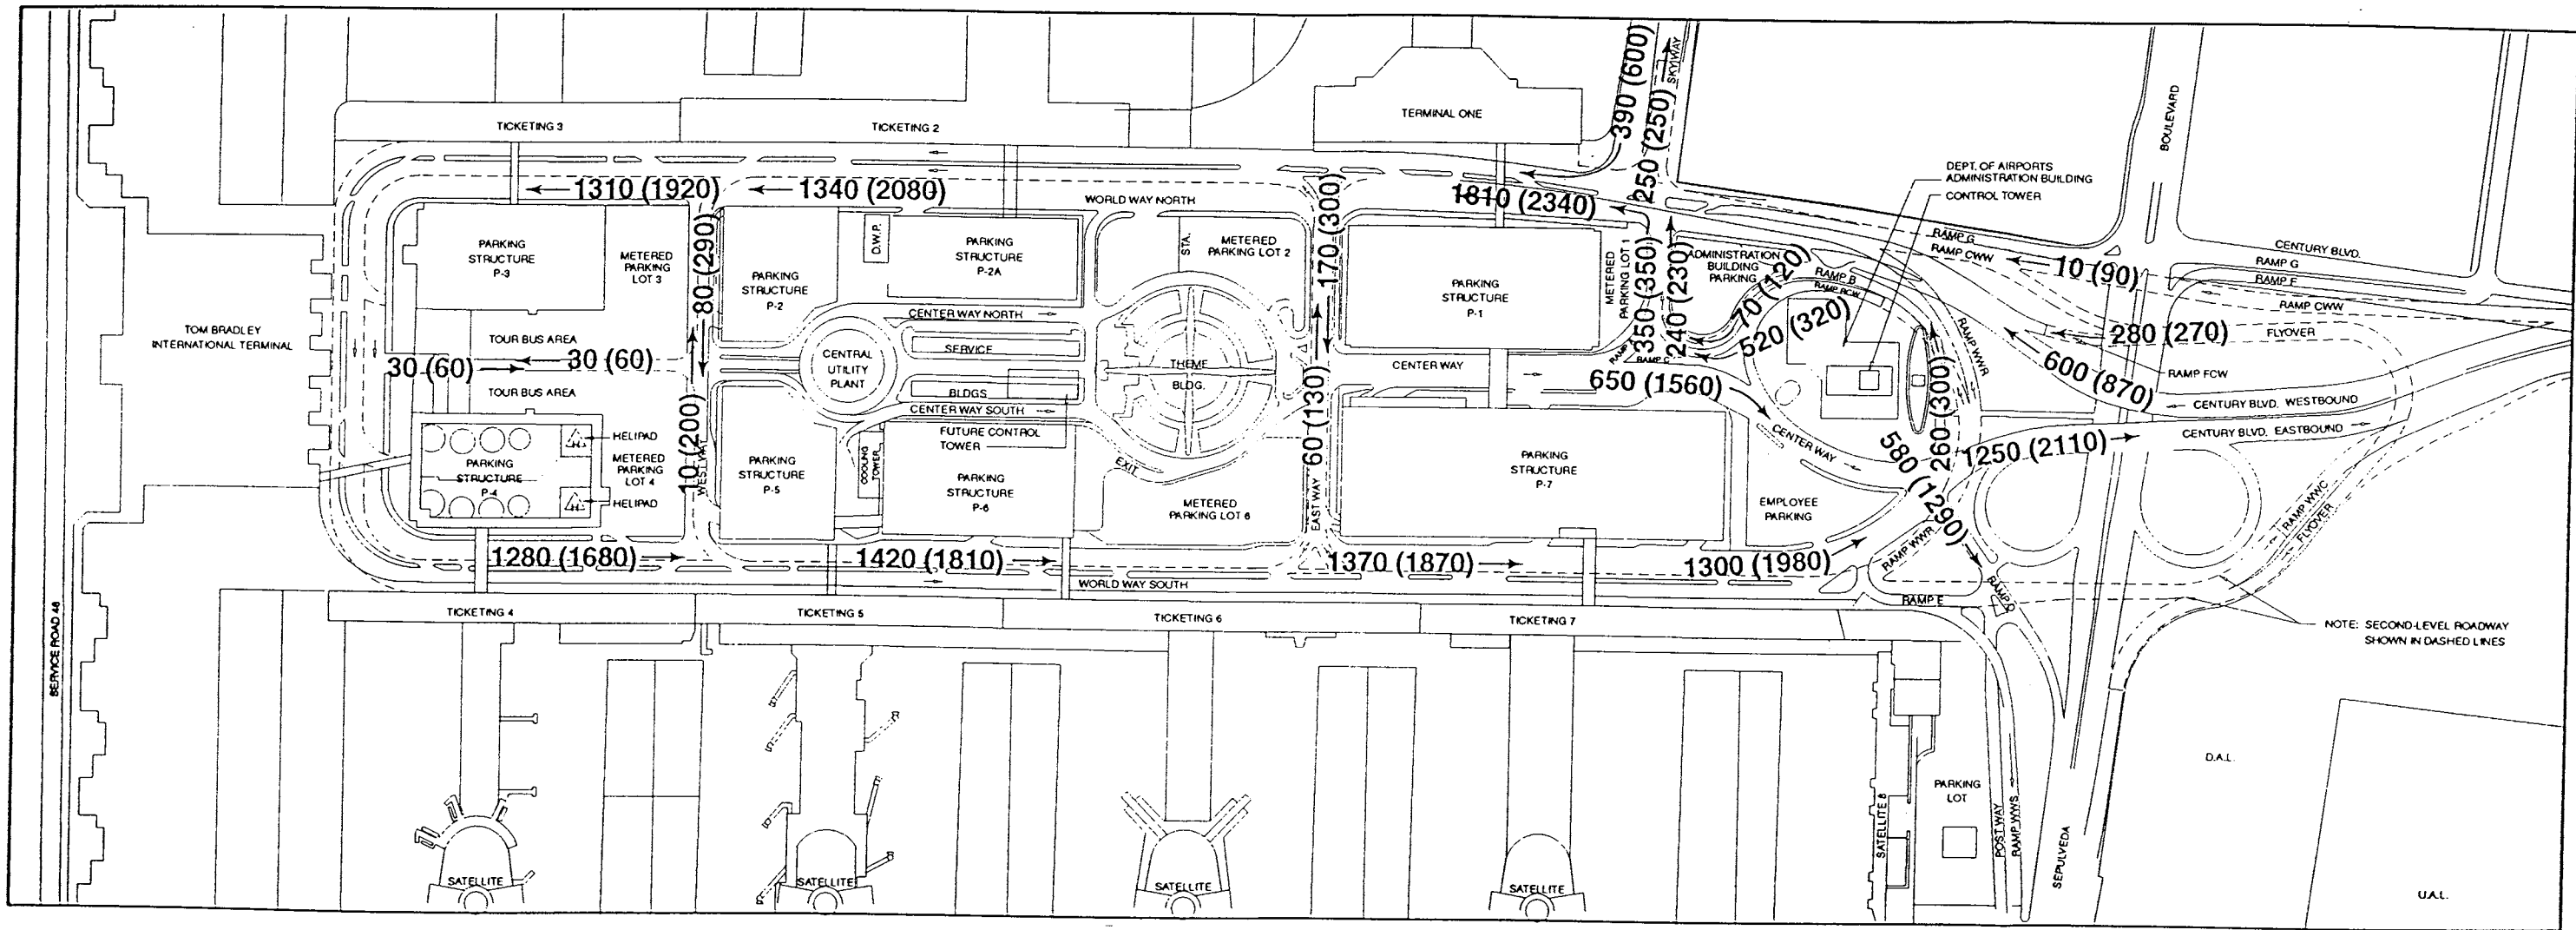 TICKETING 3
TICKETING 2
TERMINAL ONE
390 (600)
250 (250)
SKYWAY
BOULEVARD
DEPT. OF AIRPORTS
ADMINISTRATION BUILDING
CONTROL TOWER
1310 (1920)
1340 (2080)
WORLD WAY NORTH
1810 (2340)
PARKING
STRUCTURE
P-3
METERED
PARKING
LOT 3
80 (290)
PARKING
STRUCTURE
P-2
D.W.P.
PARKING
STRUCTURE
P-2A
STA.
METERED
PARKING LOT 2
170 (300)
PARKING
STRUCTURE
P-1
METERED
PARKING LOT 1
350 (350)
240 (230)
ADMINISTRATION
BUILDING
PARKING
70 (120)
520 (320)
RAMP B
RAMP G
RAMP CWW
10 (90)
CENTURY BLVD.
RAMP G
RAMP F
RAMP CWW
FLYOVER
280 (270)
RAMP FCW
600 (870)
CENTURY BLVD. WESTBOUND
CENTURY BLVD. EASTBOUND
RAMP WWR
TOM BRADLEY
INTERNATIONAL TERMINAL
TOUR BUS AREA
30 (60)
30 (60)
TOUR BUS AREA
CENTER WAY NORTH
CENTRAL
UTILITY
PLANT
SERVICE
BLDGS
CENTER WAY SOUTH
FUTURE CONTROL
TOWER
THEME
BLDG.
CENTER WAY
650 (1560)
CENTER WAY
260 (300)
580 (1290)
1250 (2110)
HELIPAD
METERED
PARKING
LOT 4
HELIPAD
PARKING
STRUCTURE
P-4
10 (200)
WEST WAY
PARKING
STRUCTURE
P-5
COOLING
TOWER
PARKING
STRUCTURE
P-6
EXIT
METERED
PARKING LOT 6
60 (130)
EAST WAY
PARKING
STRUCTURE
P-7
EMPLOYEE
PARKING
RAMP WWR
RAMP WWC
FLYOVER
1280 (1680)
1420 (1810)
1370 (1870)
1300 (1980)
WORLD WAY SOUTH
RAMP E
TICKETING 4
TICKETING 5
TICKETING 6
TICKETING 7
NOTE: SECOND-LEVEL ROADWAY
SHOWN IN DASHED LINES
SERVICE ROAD 48
SATELLITE
SATELLITE
SATELLITE
SATELLITE
SATELLITE 8
PARKING
LOT
POST WAY
RAMP WWS
SEPULVEDA
D.A.L.
U.A.L.